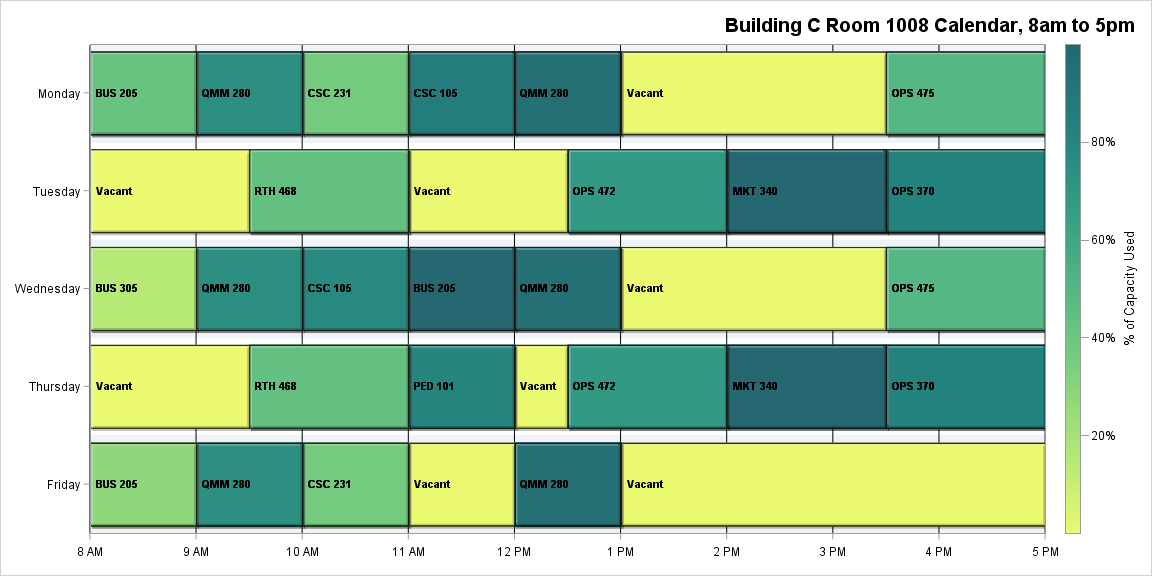 Building C Room 1008 Calendar, 8am to 5pm
Monday
BUS 205
QMM 280
CSC 231
CSC 105
QMM 280
Vacant
OPS 475
Tuesday
Vacant
RTH 468
Vacant
OPS 472
MKT 340
OPS 370
Wednesday
BUS 305
QMM 280
CSC 105
BUS 205
QMM 280
Vacant
OPS 475
Thursday
Vacant
RTH 468
PED 101
Vacant
OPS 472
MKT 340
OPS 370
Friday
BUS 205
QMM 280
CSC 231
Vacant
QMM 280
Vacant
8 AM
9 AM
10 AM
11 AM
12 PM
1 PM
2 PM
3 PM
4 PM
5 PM
80%
60%
40%
20%
% of Capacity Used